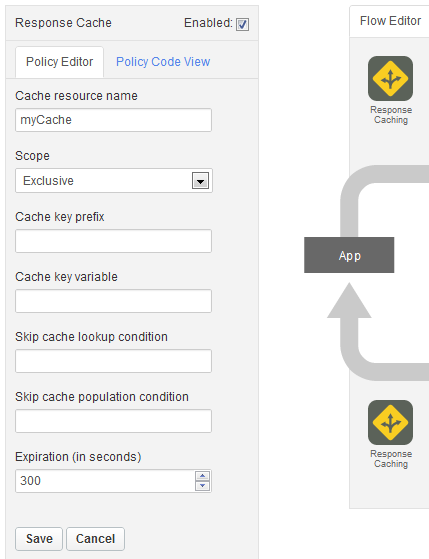 Response Cache Enabled:
Policy Editor Policy Code View
Cache resource name
myCache
Scope
Exclusive
Cache key prefix
Cache key variable
Skip cache lookup condition
Skip cache population condition
Expiration (in seconds)
300
Save Cancel
Flow Editor
Response
Caching
App
Response
Caching